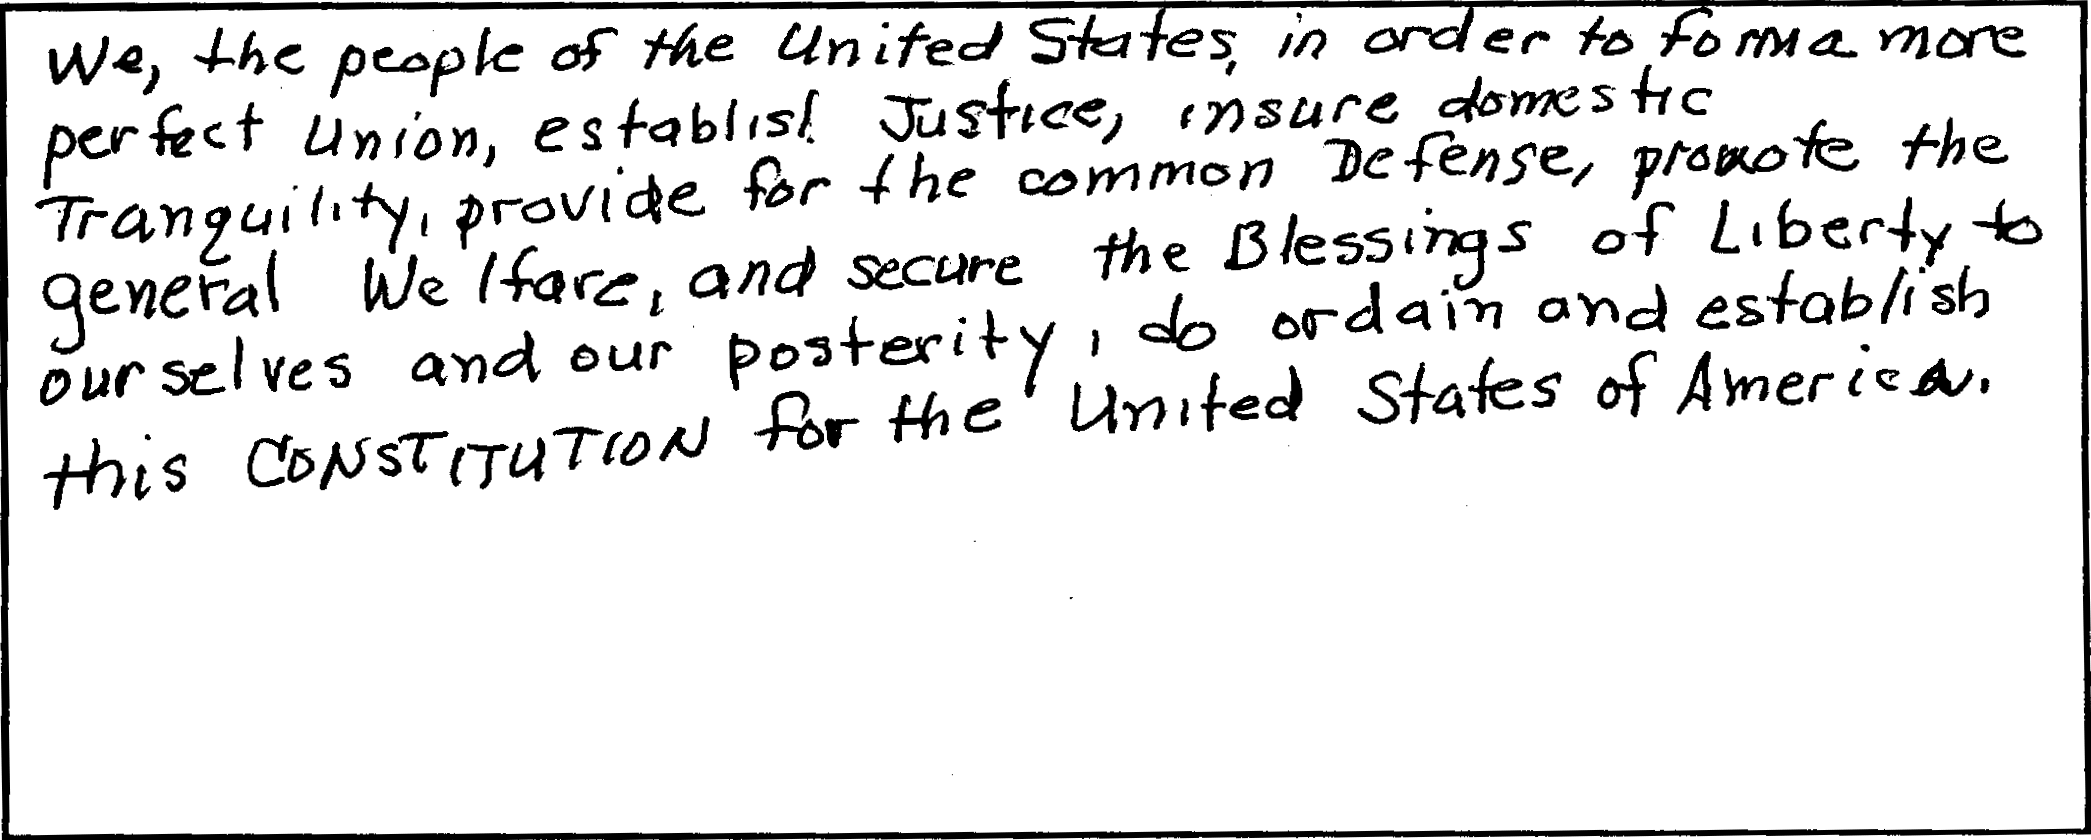 We, the people of the United States, in order to form a more
perfect Union, establish Justice, insure domestic
Tranquility, provide for the common Defense, promote the
general Welfare, and secure the Blessings of Liberty to
ourselves and our posterity, do ordain and establish
this CONSTITUTION for the United States of America.